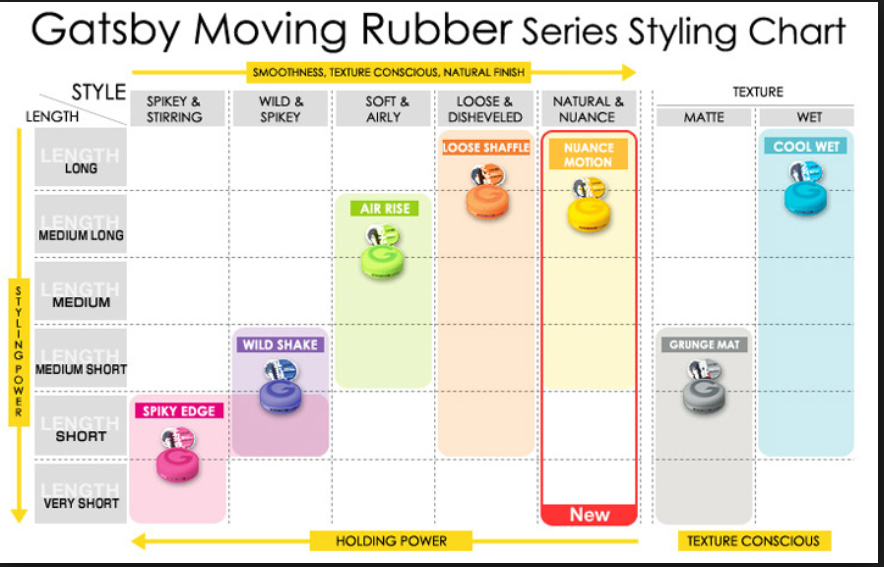 Gatsby Moving Rubber Series Styling Chart
SMOOTHNESS, TEXTURE CONSCIOUS, NATURAL FINISH
STYLE
LENGTH
SPIKEY &
STIRRING
WILD &
SPIKEY
SOFT &
AIRLY
LOOSE &
DISHEVELED
NATURAL &
NUANCE
TEXTURE
MATTE
WET
LENGTH
LONG
LENGTH
MEDIUM LONG
LENGTH
MEDIUM
LENGTH
MEDIUM SHORT
LENGTH
SHORT
LENGTH
VERY SHORT
STYLING POWER
LOOSE SHAFFLE
NUANCE
MOTION
COOL WET
AIR RISE
WILD SHAKE
GRUNGE MAT
SPIKY EDGE
G
G
G
G
G
G
G
New
HOLDING POWER
TEXTURE CONSCIOUS